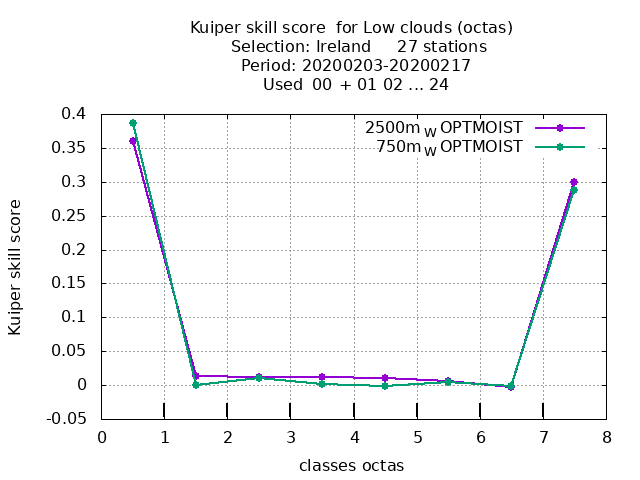 Kuiper skill score  for Low clouds (octas)
Selection: Ireland     27 stations
Period: 20200203-20200217
Used  00  + 01 02 ... 24
2500m W OPTMOIST
750m W OPTMOIST
0.4
0.35
0.3
0.25
0.2
0.15
0.1
0.05
0
-0.05
Kuiper skill score
0 1 2 3 4 5 6 7 8
classes octas